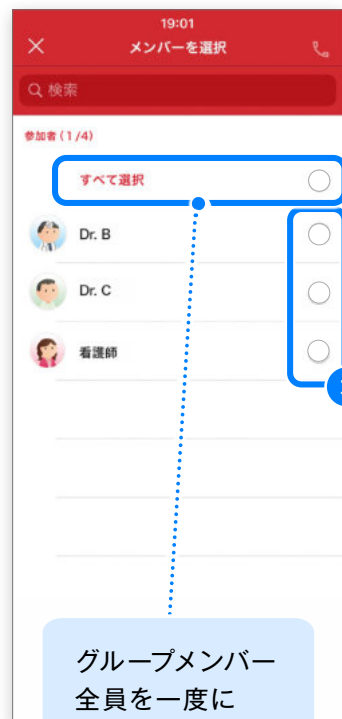 19:01
メンバーを選択
検索
参加者 (1/4)
すべて選択
Dr. B
Dr. C
看護師
グループメンバー
全員を一度に